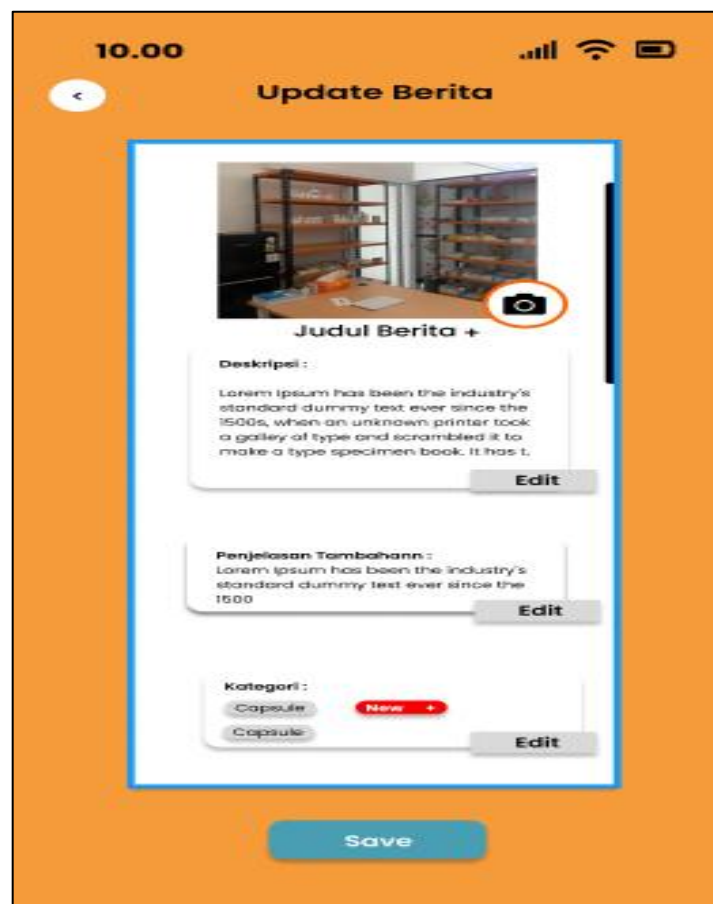 10.00
<
Update Berita
Judul Berita +
Deskripsi :
Lorem Ipsum has been the industry's
standard dummy text ever since the
1500s, when an unknown printer took
a galley of type and scrambled it to
make a type specimen book. It has t.
Edit
Penjelasan Tambahann :
Lorem Ipsum has been the industry's
standard dummy text ever since the
1500
Edit
Kategori :
Capsule New +
Capsule
Edit
Save